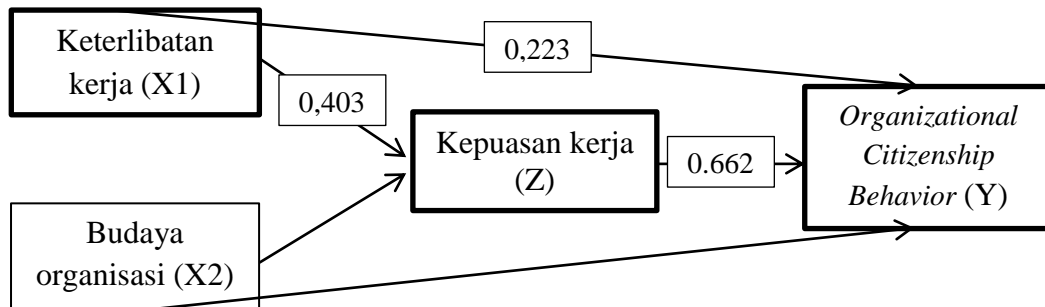 Keterlibatan
kerja (X1)
0,223
0,403
Kepuasan kerja
(Z)
0.662
Organizational
Citizenship
Behavior (Y)
Budaya
organisasi (X2)